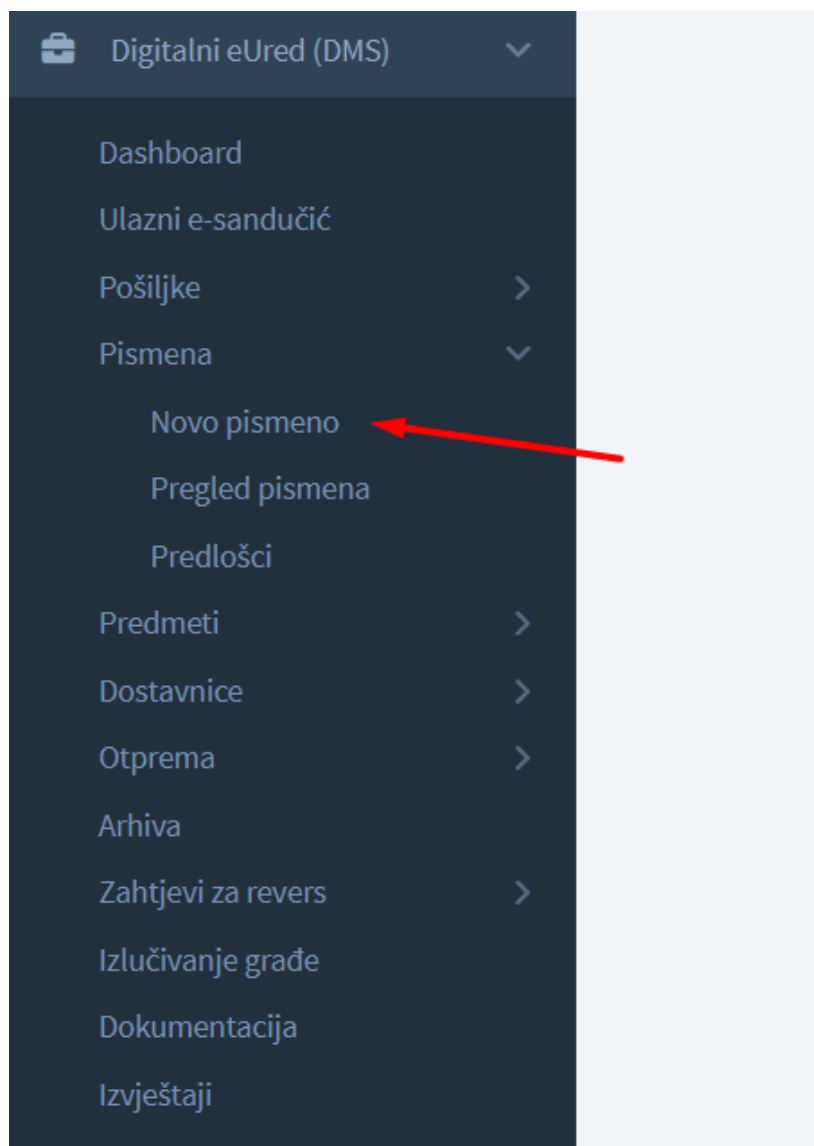 Digitalni eUred (DMS)
Dashboard
Ulazni e-sandučić
Pošiljke
Pismena
Novo pismeno
Pregled pismena
Predlošci
Predmeti
Dostavnice
Otprema
Arhiva
Zahtjevi za revers
Izlučivanje građe
Dokumentacija
Izvještaji